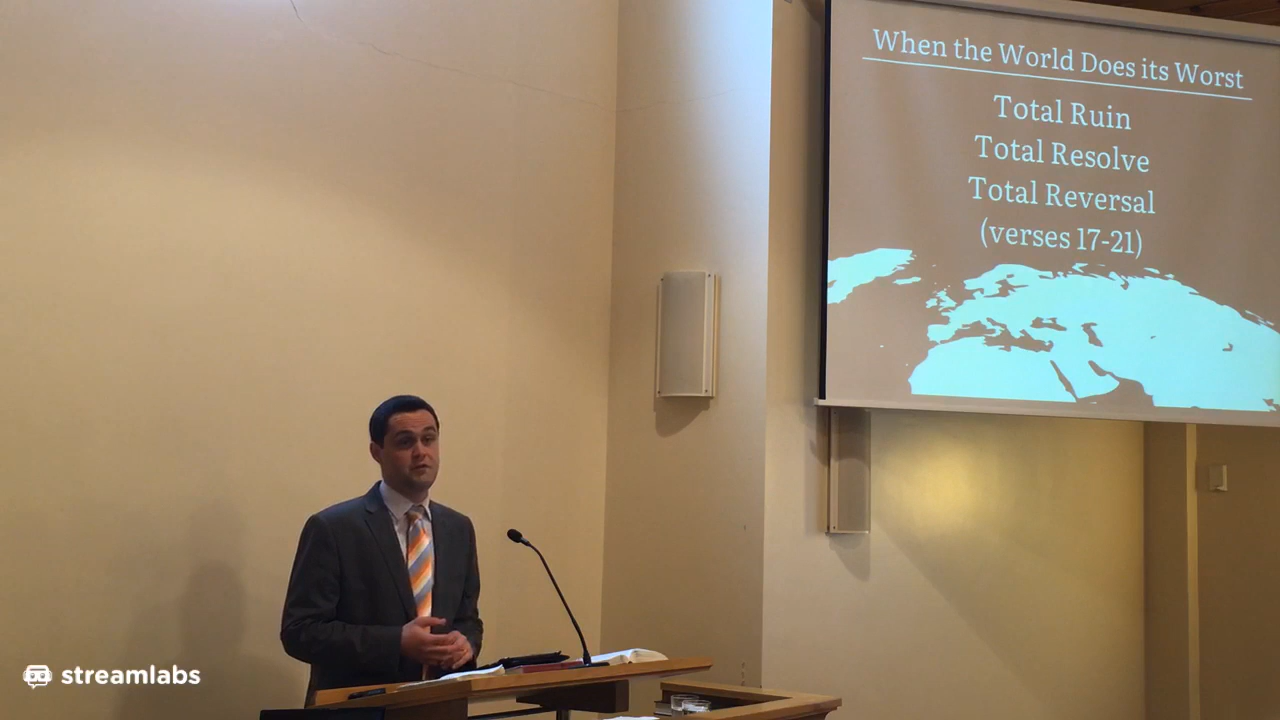 When the World Does its Worst
Total Ruin
Total Resolve
Total Reversal
(verses 17-21)
streamlabs